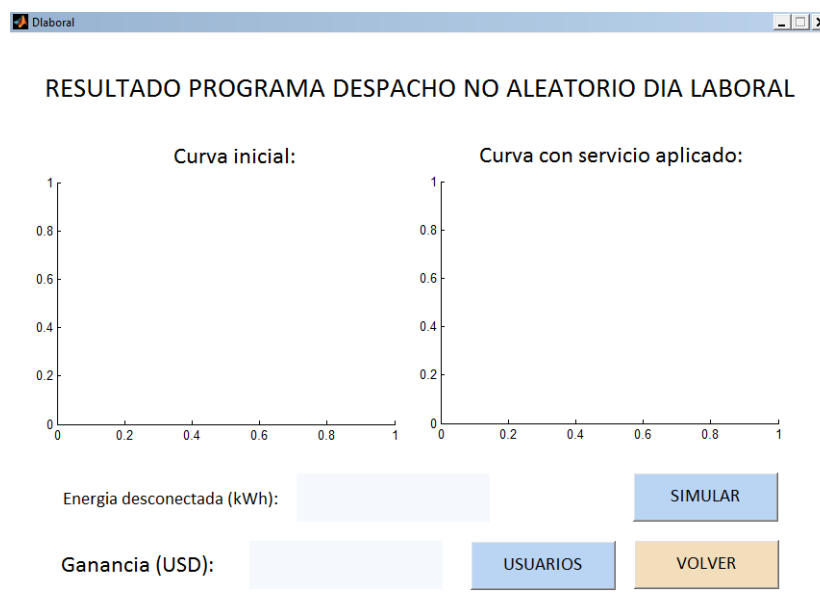 Dlaboral
RESULTADO PROGRAMA DESPACHO NO ALEATORIO DIA LABORAL
Curva inicial:
1
0.8
0.6
0.4
0.2
0
0 0.2 0.4 0.6 0.8 1
Curva con servicio aplicado:
1
0.8
0.6
0.4
0.2
0
0 0.2 0.4 0.6 0.8 1
Energia desconectada (kWh):
SIMULAR
Ganancia (USD):
USUARIOS
VOLVER